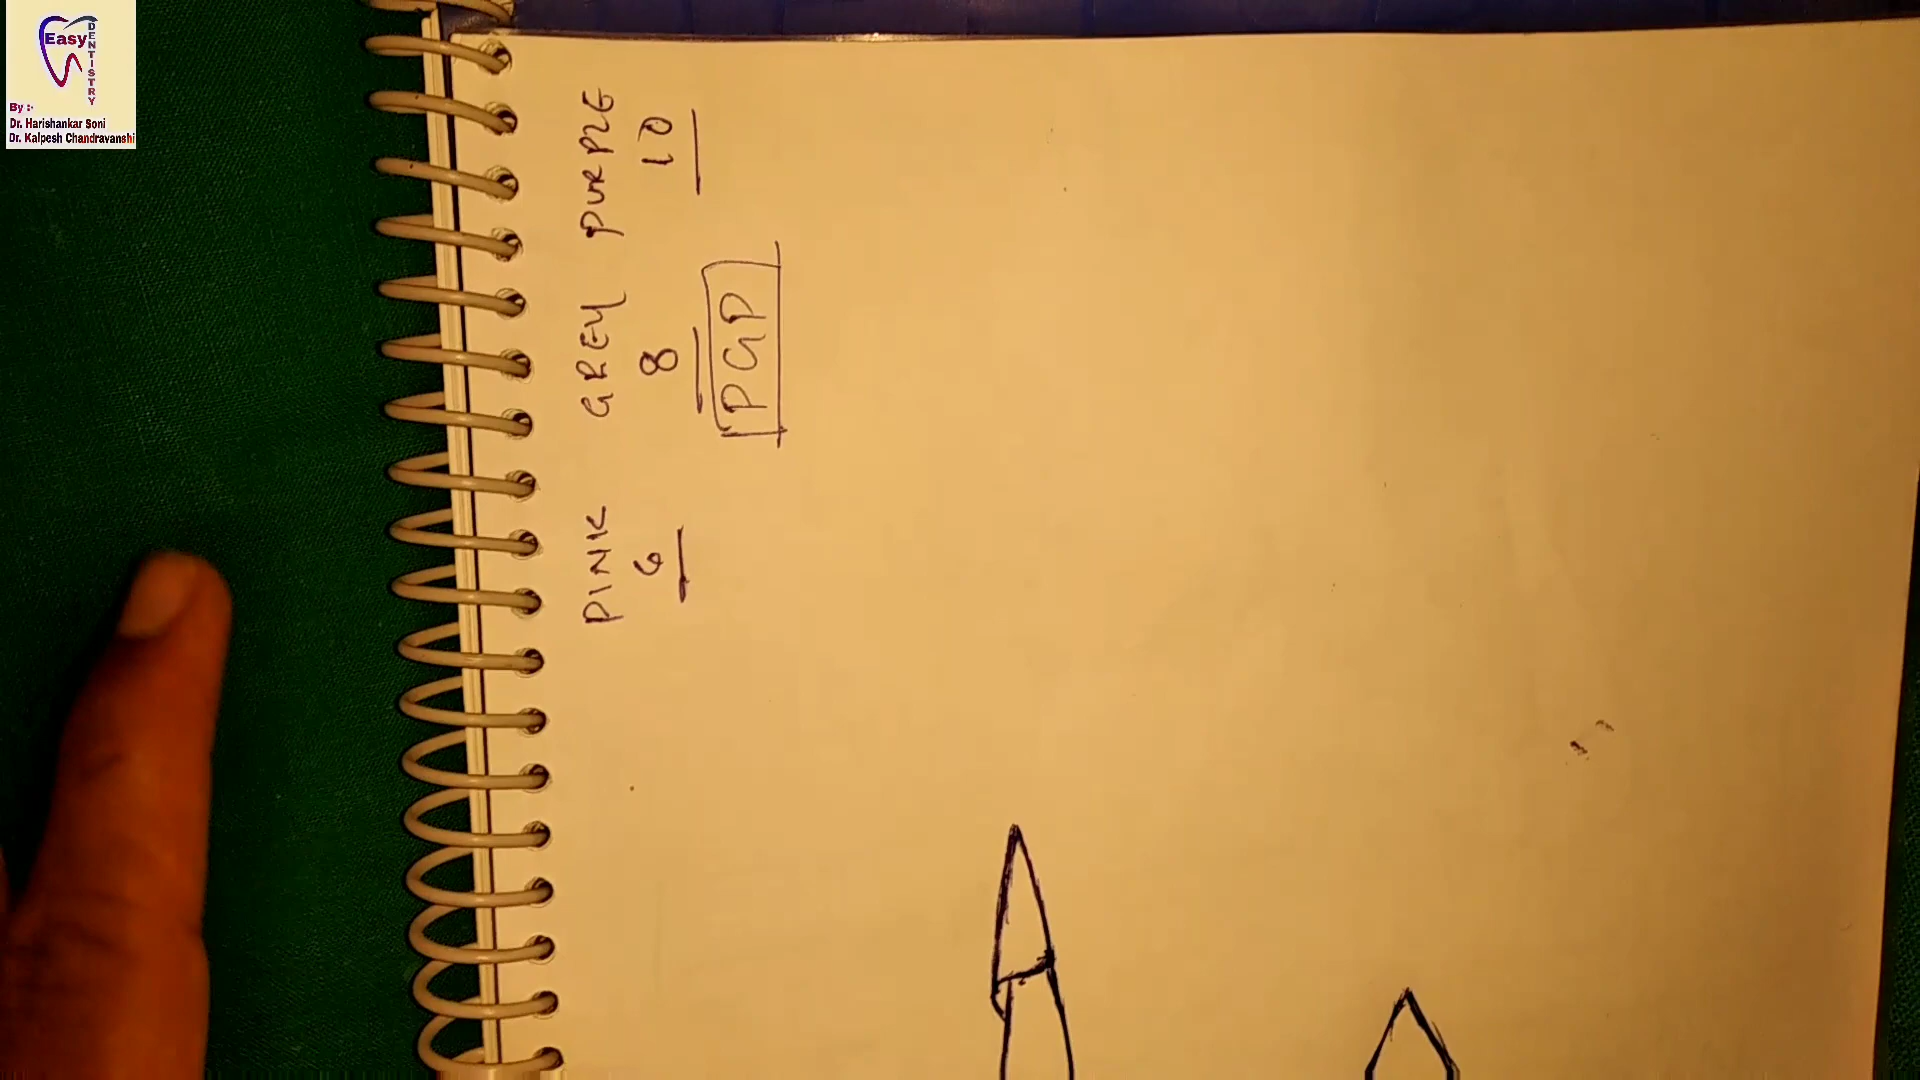 Easy
DENTISTRY
By :-
Dr. Harishankar Soni
Dr. Kalpesh Chandravanshi
PINK GREY PURPLE
6 8 10
PGP